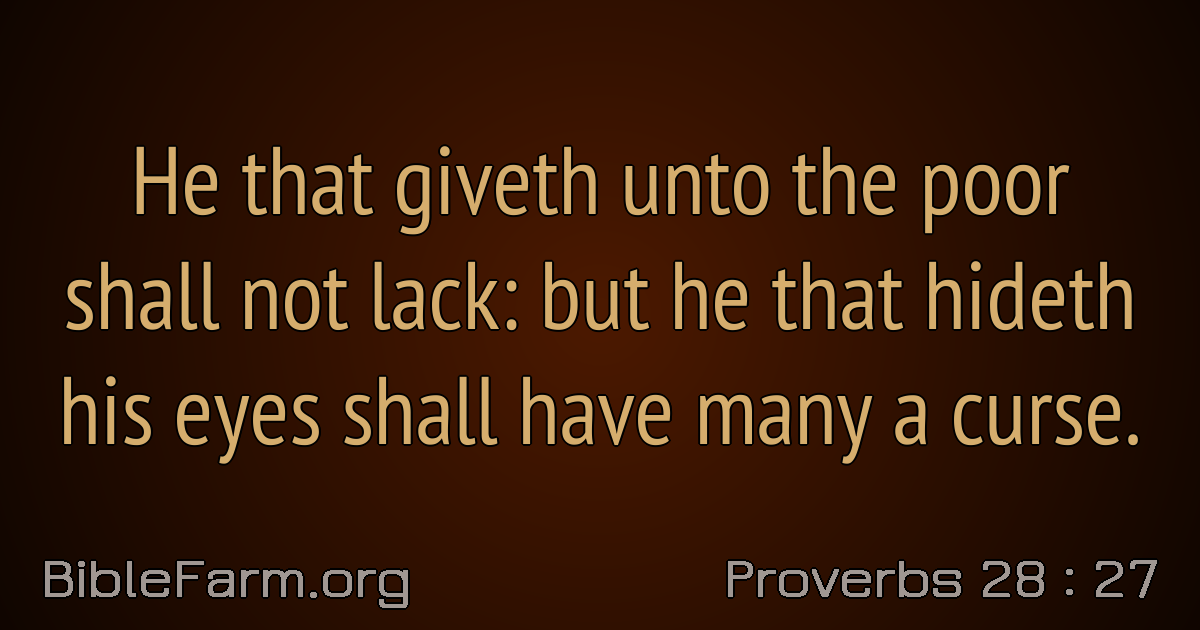 He that giveth unto the poor
shall not lack: but he that hideth
his eyes shall have many a curse.
BibleFarm.org
Proverbs 28 : 27